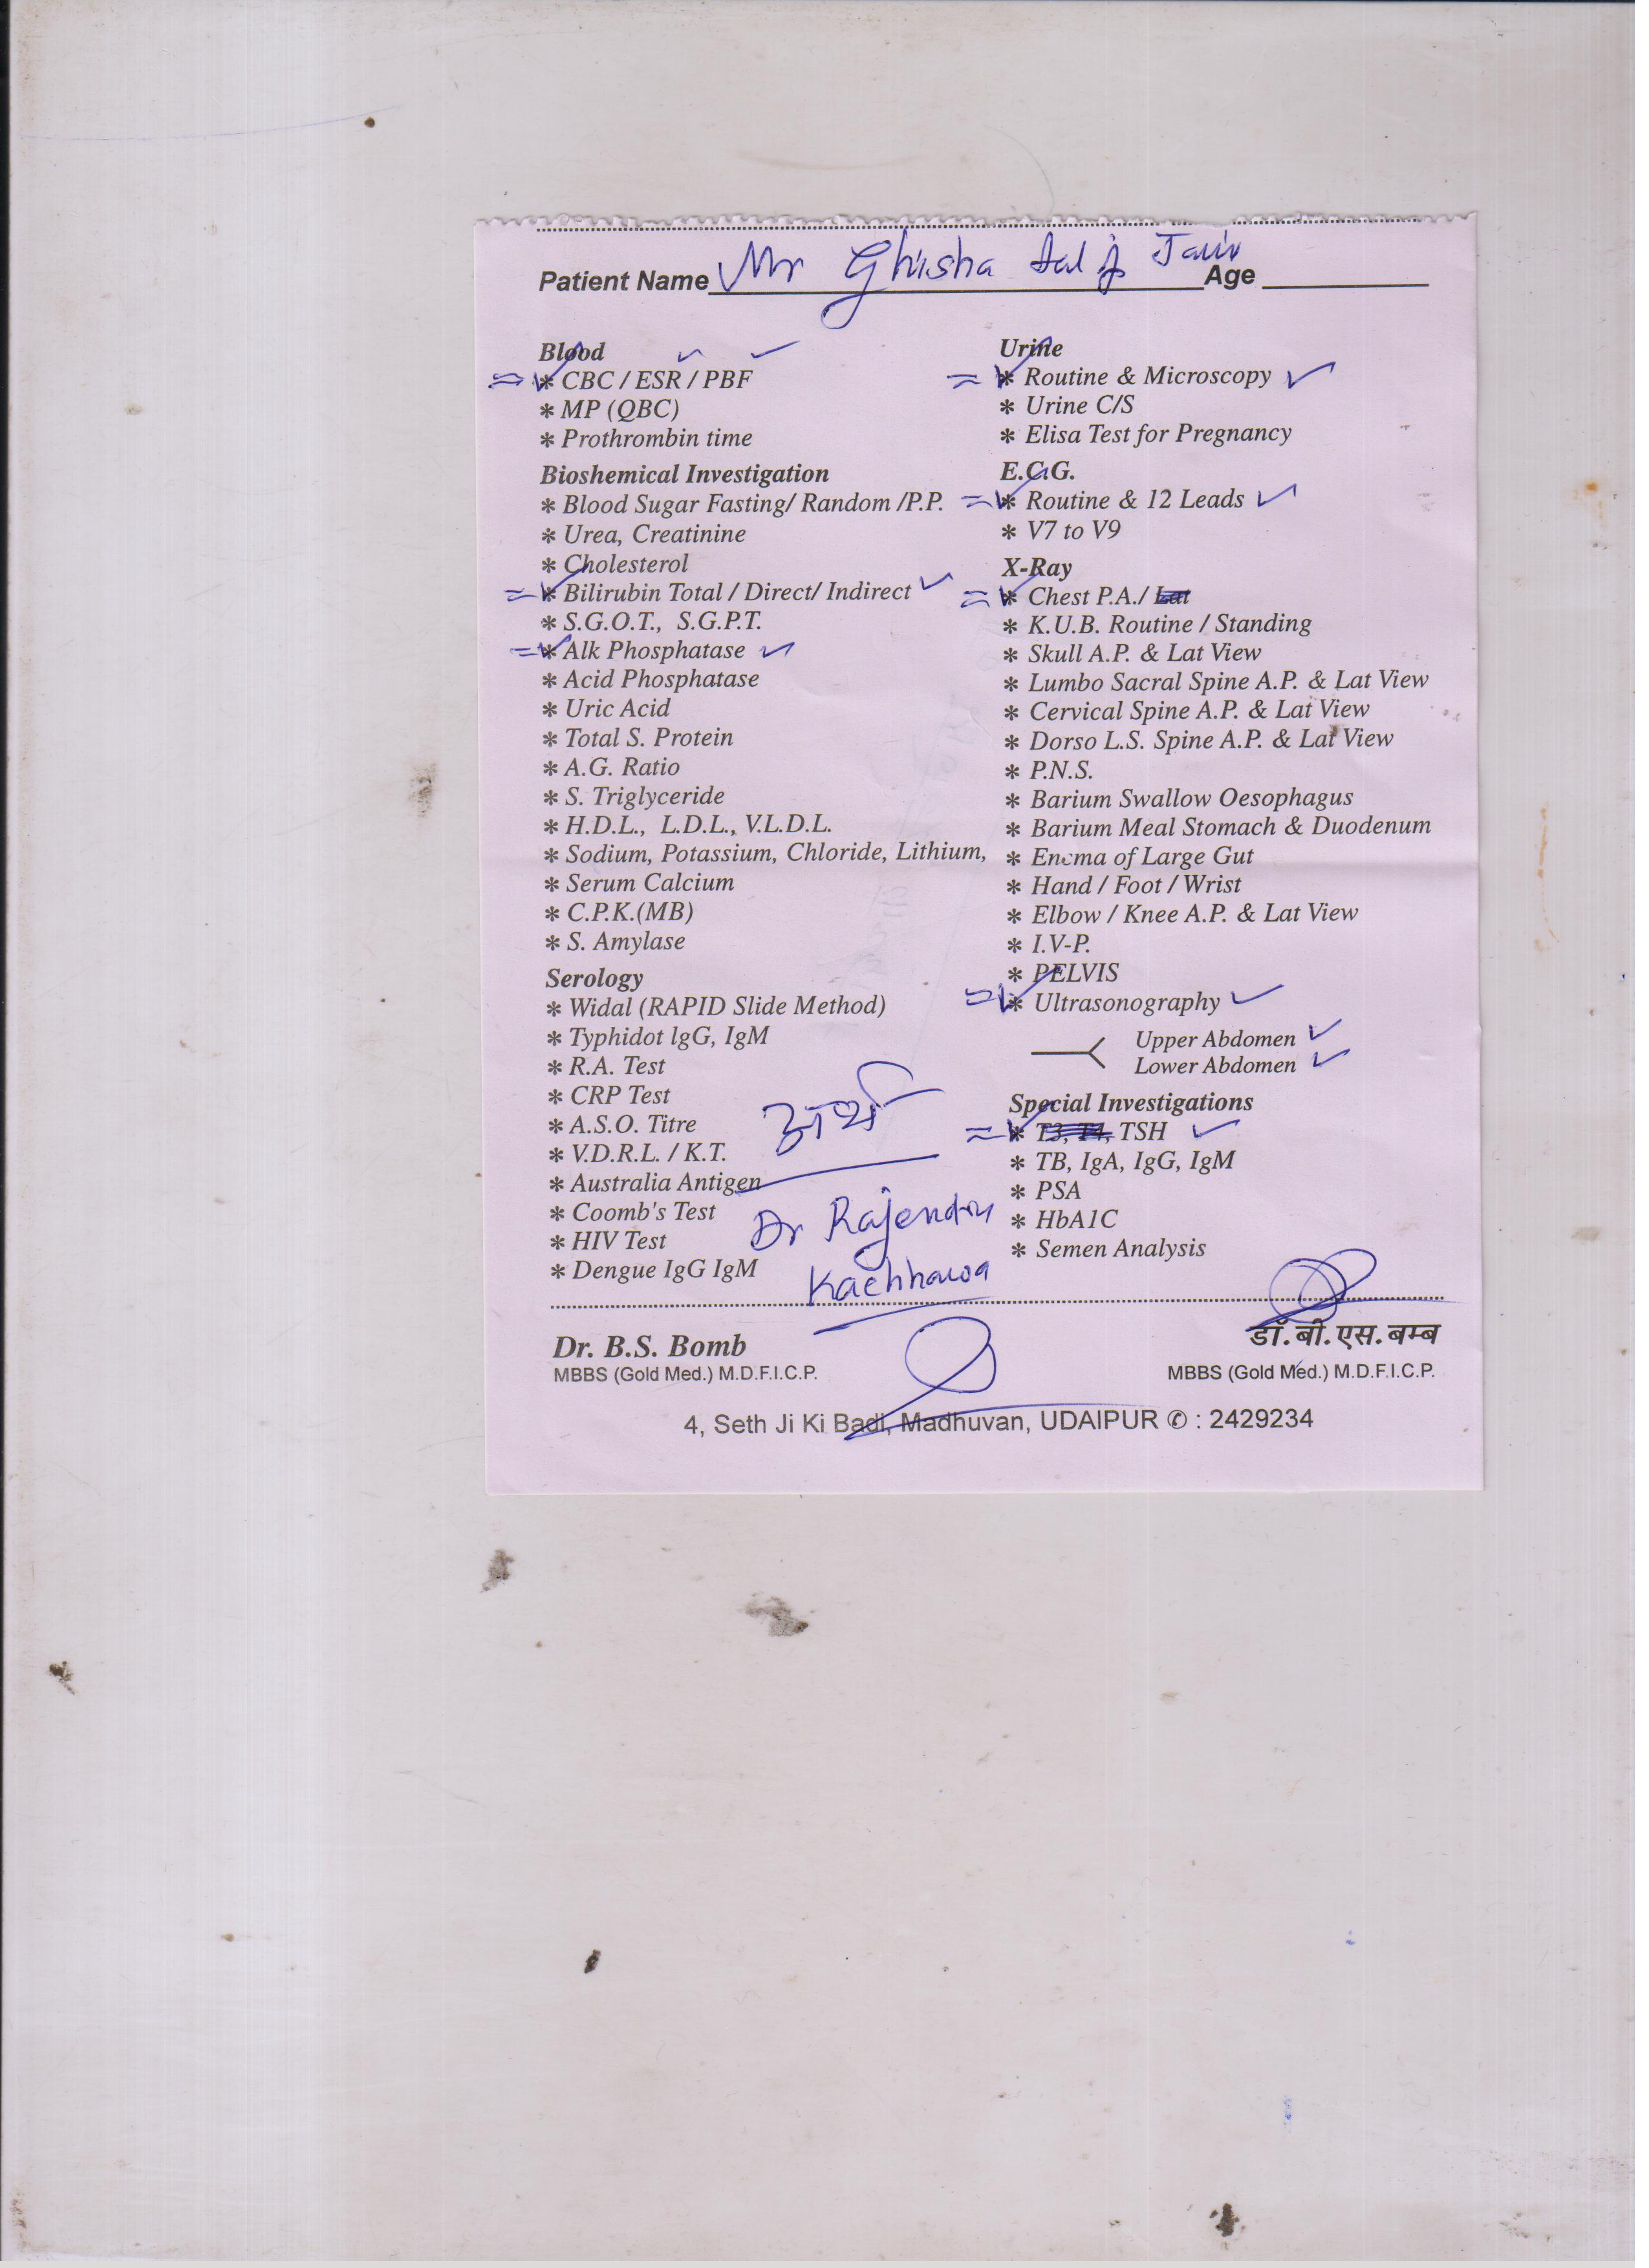 Patient Name Mr Ghisha Lal ji Jain Age
Blood
* CBC / ESR / PBF
* MP (QBC)
* Prothrombin time
Bioshemical Investigation
* Blood Sugar Fasting/ Random /P.P.
* Urea, Creatinine
* Cholesterol
* Bilirubin Total / Direct/ Indirect
* S.G.O.T., S.G.P.T.
* Alk Phosphatase
* Acid Phosphatase
* Uric Acid
* Total S. Protein
* A.G. Ratio
* S. Triglyceride
* H.D.L., L.D.L., V.L.D.L.
* Sodium, Potassium, Chloride, Lithium,
* Serum Calcium
* C.P.K.(MB)
* S. Amylase
Serology
* Widal (RAPID Slide Method)
* Typhidot lgG, IgM
* R.A. Test
* CRP Test
* A.S.O. Titre
* V.D.R.L. / K.T.
* Australia Antigen
* Coomb's Test
* HIV Test
* Dengue IgG IgM
Urine
* Routine & Microscopy
* Urine C/S
* Elisa Test for Pregnancy
E.C.G.
* Routine & 12 Leads
* V7 to V9
X-Ray
* Chest P.A./ Lat
* K.U.B. Routine / Standing
* Skull A.P. & Lat View
* Lumbo Sacral Spine A.P. & Lat View
* Cervical Spine A.P. & Lat View
* Dorso L.S. Spine A.P. & Lat View
* P.N.S.
* Barium Swallow Oesophagus
* Barium Meal Stomach & Duodenum
* Enema of Large Gut
* Hand / Foot / Wrist
* Elbow / Knee A.P. & Lat View
* I.V-P.
* PELVIS
* Ultrasonography
Upper Abdomen
Lower Abdomen
Special Investigations
* T3, T4, TSH
* TB, IgA, IgG, IgM
* PSA
* HbA1C
* Semen Analysis
अर्थ
Dr Rajendra
Kachhawa
Dr. B.S. Bomb
MBBS (Gold Med.) M.D.F.I.C.P.
डॉ. बी. एस. बम्ब
MBBS (Gold Med.) M.D.F.I.C.P.
4, Seth Ji Ki Badi, Madhuvan, UDAIPUR ✆ : 2429234